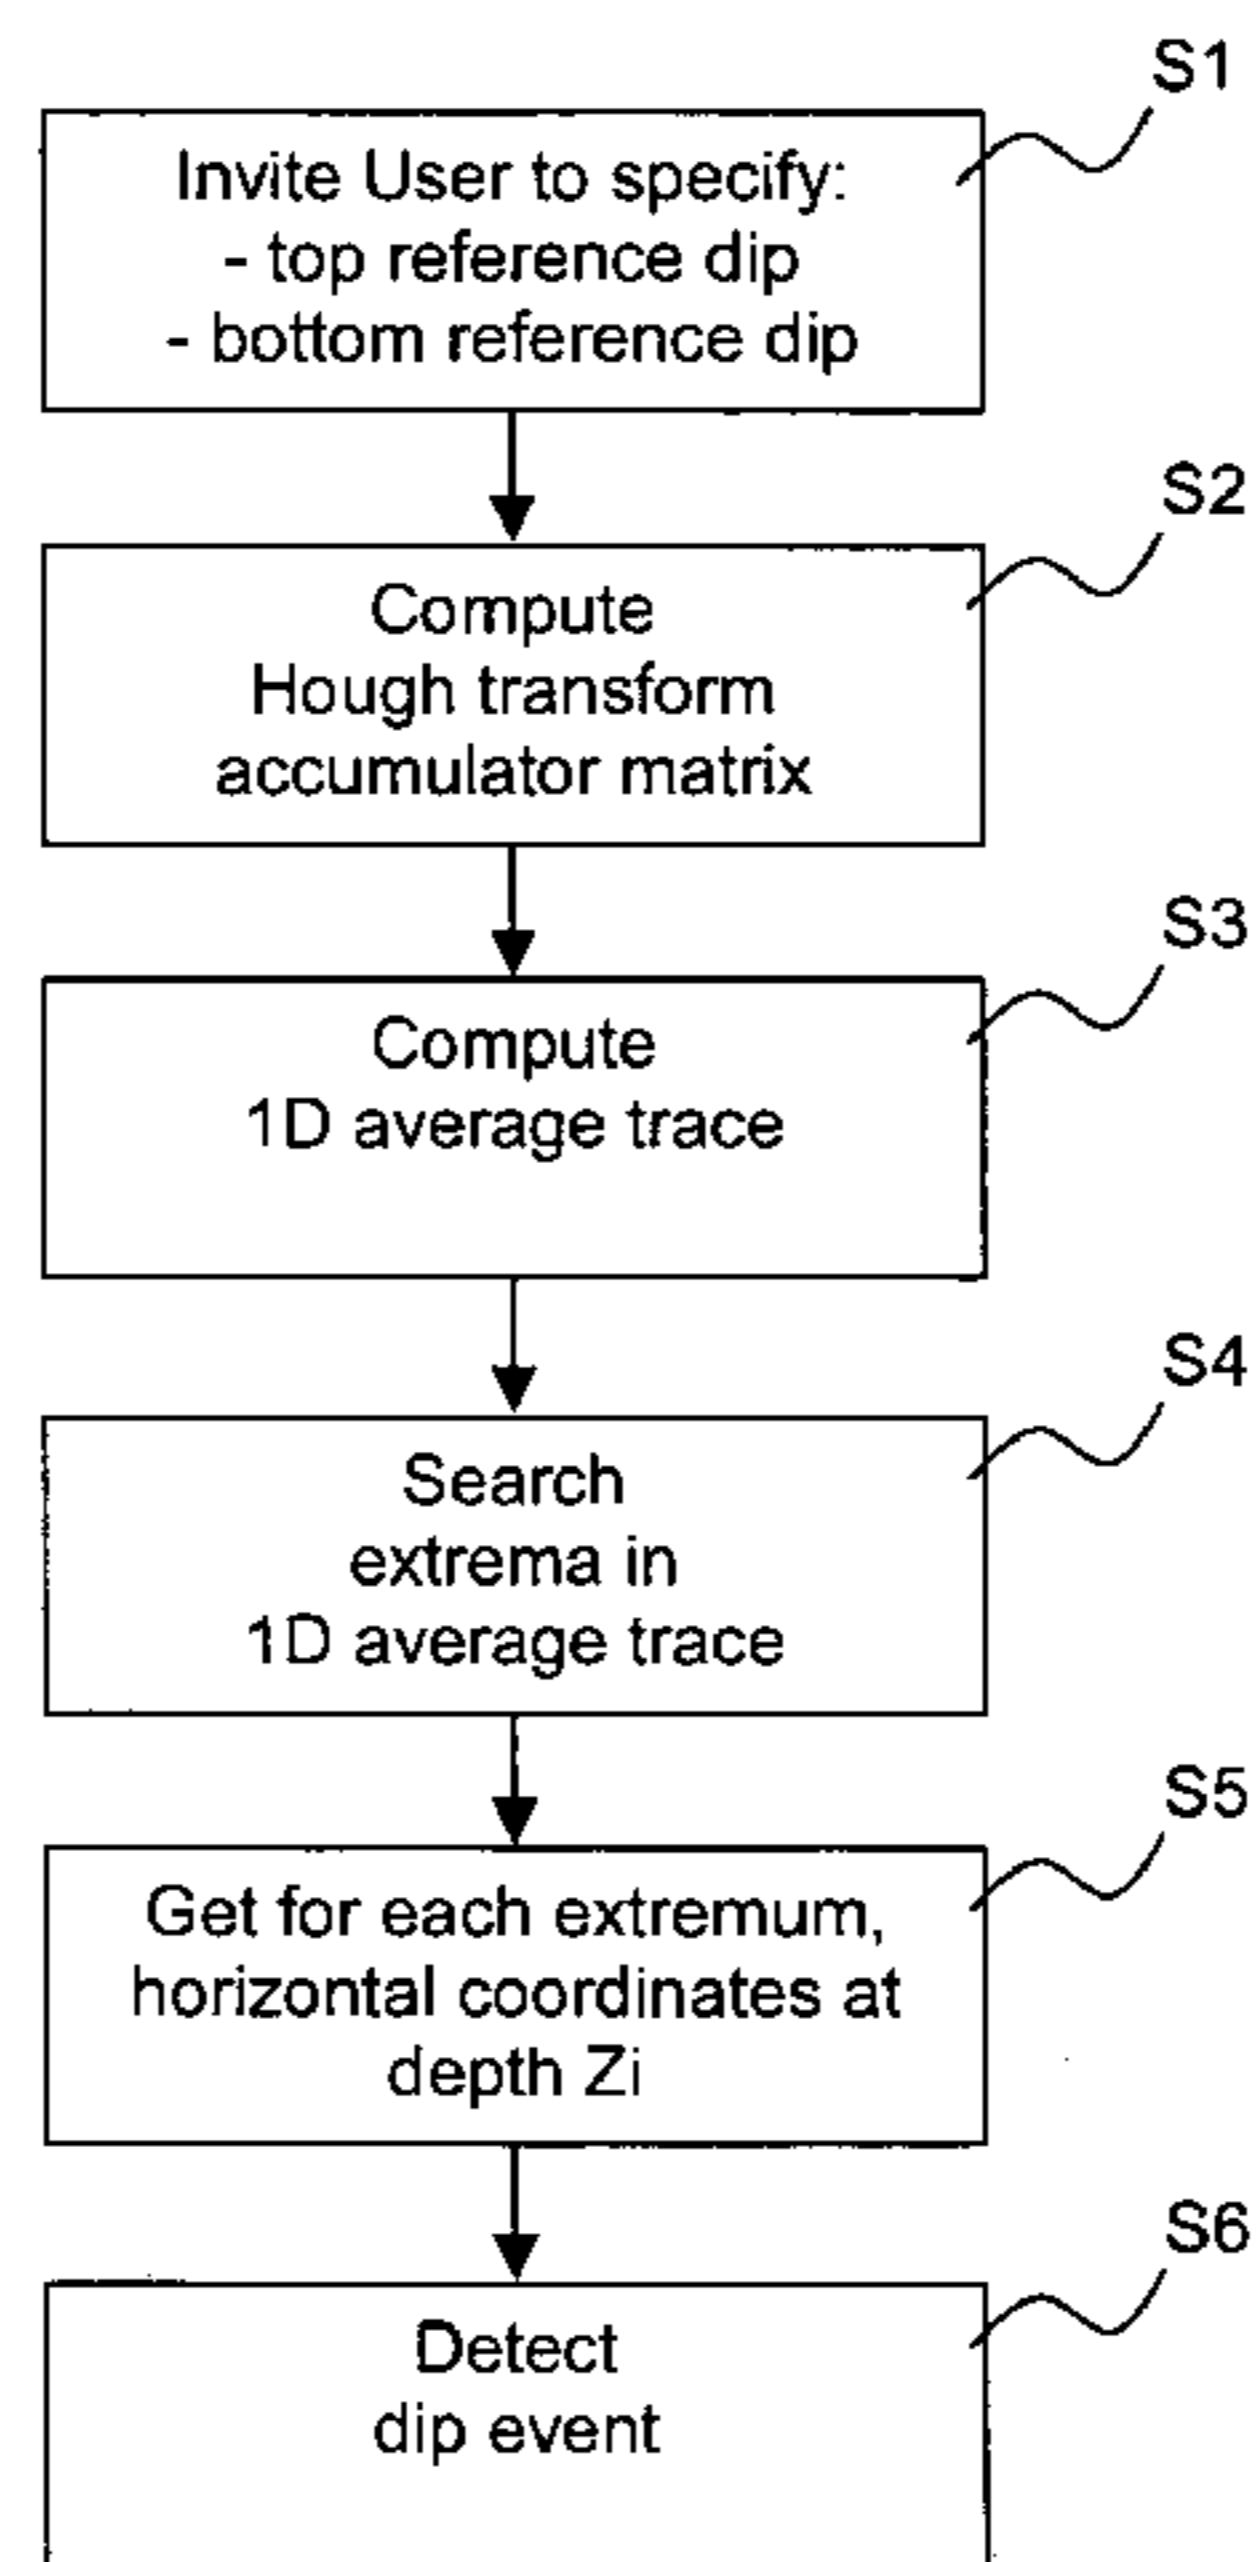 S1
Invite User to specify:
- top reference dip
- bottom reference dip
S2
Compute
Hough transform
accumulator matrix
S3
Compute
1D average trace
S4
Search
extrema in
1D average trace
S5
Get for each extremum,
horizontal coordinates at
depth Zi
S6
Detect
dip event